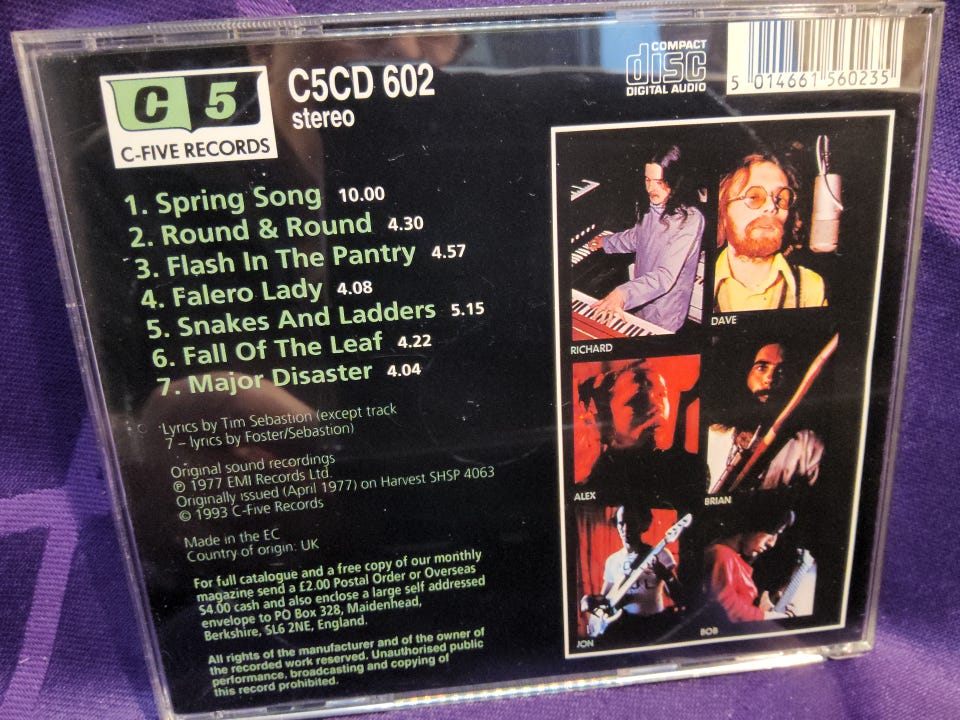 C 5
C-FIVE RECORDS
C5CD 602
stereo
COMPACT
disc
DIGITAL AUDIO
5 014661 560235
1. Spring Song 10.00
2. Round & Round 4.30
3. Flash In The Pantry 4.57
4. Falero Lady 4.08
5. Snakes And Ladders 5.15
6. Fall Of The Leaf 4.22
7. Major Disaster 4.04
Lyrics by Tim Sebastion (except track
7 – lyrics by Foster/Sebastion)
Original sound recordings
℗ 1977 EMI Records Ltd.
Originally issued (April 1977) on Harvest SHSP 4063
© 1993 C-Five Records
Made in the EC
Country of origin: UK
For full catalogue and a free copy of our monthly
magazine send a £2.00 Postal Order or Overseas
$4.00 cash and also enclose a large self addressed
envelope to PO Box 328, Maidenhead,
Berkshire, SL6 2NE, England.
All rights of the manufacturer and of the owner of
the recorded work reserved. Unauthorised public
performance, broadcasting and copying of
this record prohibited.
RICHARD
DAVE
ALEX
BRIAN
JON
BOB